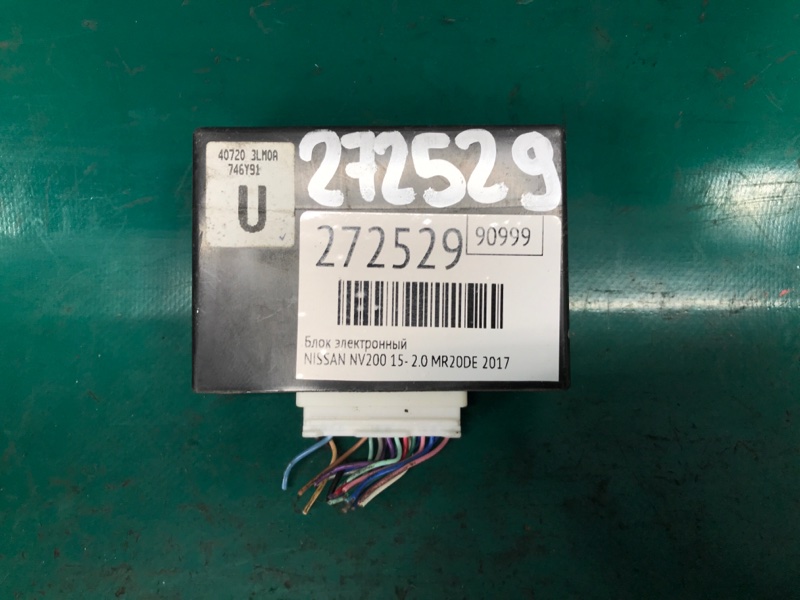 40720 3LM0A
746Y91
U
272529
272529
90999
Блок электронный
NISSAN NV200 15- 2.0 MR20DE 2017